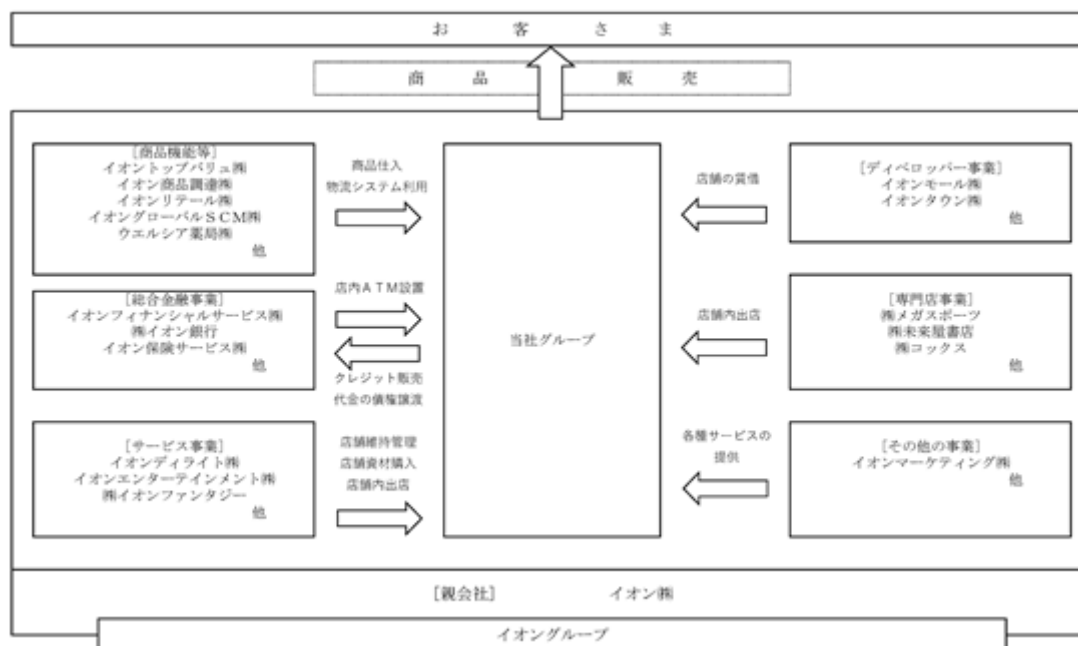 お客さま
商品販売
[商品機能等]
イオントップバリュ㈱
イオン商品調達㈱
イオンリテール㈱
イオングローバルSCM㈱
ウエルシア薬局㈱
他
商品仕入
物流システム利用
[総合金融事業]
イオンフィナンシャルサービス㈱
㈱イオン銀行
イオン保険サービス㈱
他
店内ATM設置
クレジット販売
代金の債権譲渡
[サービス事業]
イオンディライト㈱
イオンエンターテインメント㈱
㈱イオンファンタジー
他
店舗維持管理
店舗資材購入
店舗内出店
当社グループ
店舗の賃借
[ディベロッパー事業]
イオンモール㈱
イオンタウン㈱
他
店舗内出店
[専門店事業]
㈱メガスポーツ
㈱未来屋書店
㈱コックス
他
各種サービスの
提供
[その他の事業]
イオンマーケティング㈱
他
[親会社] イオン㈱
イオングループ